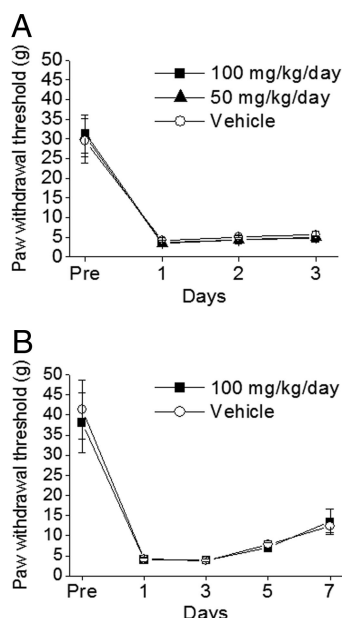 A
Paw withdrawal threshold (g)
50
45
40
35
30
25
20
15
10
5
0
100 mg/kg/day
50 mg/kg/day
Vehicle
Pre 1 2 3
Days
B
Paw withdrawal threshold (g)
50
45
40
35
30
25
20
15
10
5
0
100 mg/kg/day
Vehicle
Pre 1 3 5 7
Days